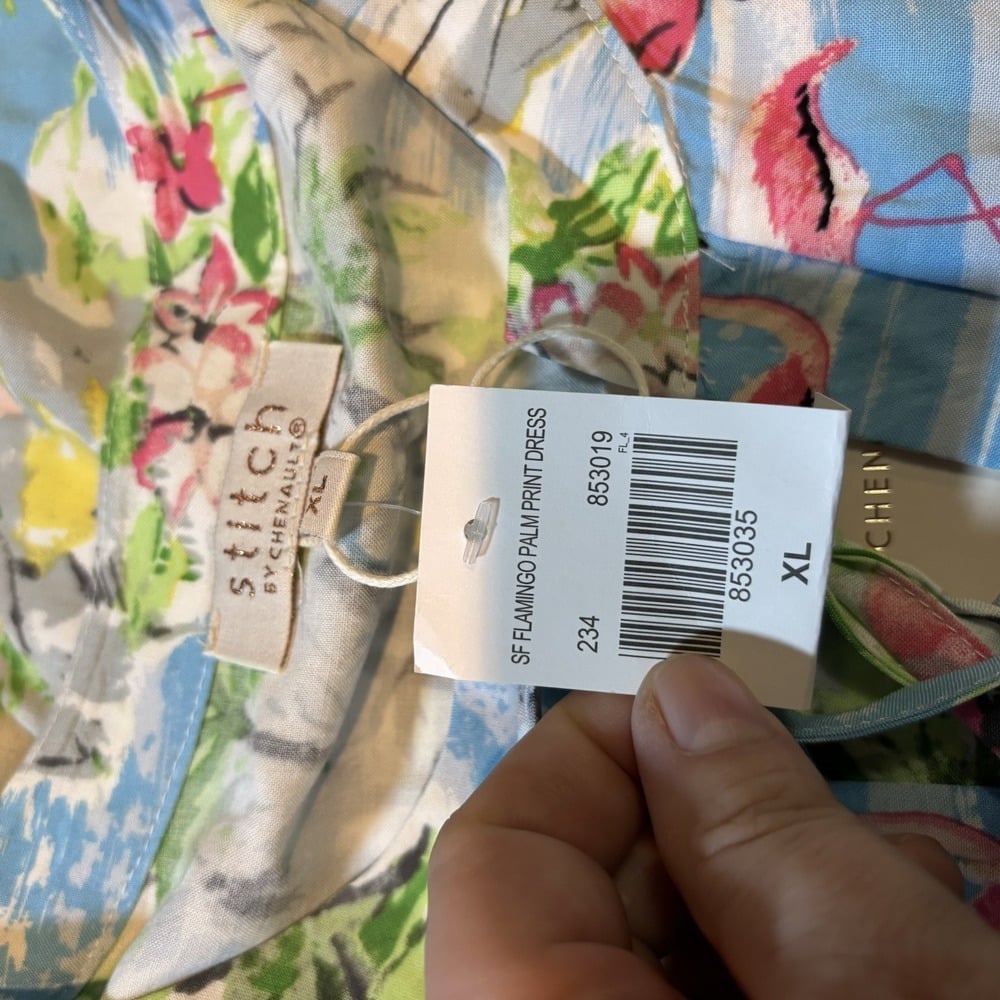 stitch
BY CHENAULT®
XL
SF FLAMINGO PALM PRINT DRESS
234 853019
FL_4
853035
XL
CHEN